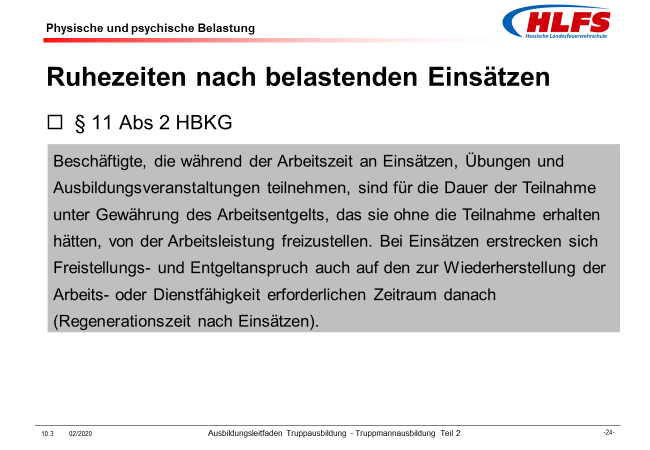 Physische und psychische Belastung
HLFS
Hessische Landesfeuerwehrschule
Ruhezeiten nach belastenden Einsätzen
§ 11 Abs 2 HBKG
Beschäftigte, die während der Arbeitszeit an Einsätzen, Übungen und
Ausbildungsveranstaltungen teilnehmen, sind für die Dauer der Teilnahme
unter Gewährung des Arbeitsentgelts, das sie ohne die Teilnahme erhalten
hätten, von der Arbeitsleistung freizustellen. Bei Einsätzen erstrecken sich
Freistellungs- und Entgeltanspruch auch auf den zur Wiederherstellung der
Arbeits- oder Dienstfähigkeit erforderlichen Zeitraum danach
(Regenerationszeit nach Einsätzen).
10.3 02/2020 Ausbildungsleitfaden Truppausbildung - Truppmannausbildung Teil 2 -24-